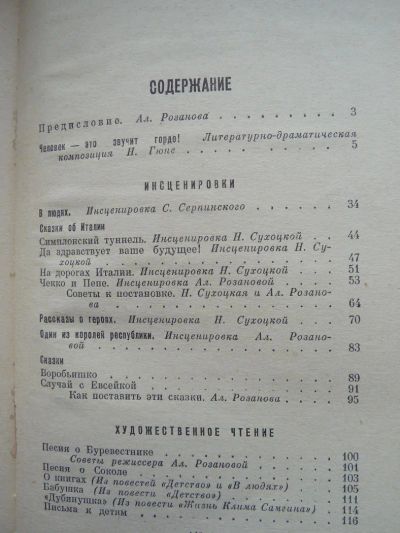 СОДЕРЖАНИЕ
Предисловие. Ал. Розанова . . . . . . . . . 3
Человек — это звучит гордо! Литературно-драматическая
композиция Н. Гюне . . . . . . . . . 5
ИНСЦЕНИРОВКИ
В людях. Инсценировка С. Серпинского . . . . . 34
Сказки об Италии
Симплонский туннель. Инсценировка Н. Сухоцкой . . 44
Да здравствует ваше будущее! Инсценировка Н. Су-
хоцкой . . . . . . . . . 47
На дорогах Италии. Инсценировка Н. Сухоцкой . . 51
Чекко и Пепе. Инсценировка Ал. Розановой . . . 53
Советы к постановке. Н. Сухоцкая и Ал. Розано-
ва . . . . . . . . . 64
Рассказы о героях. Инсценировка Н. Сухоцкой . . 70
Один из королей республики. Инсценировка Ал. Розано-
вой . . . . . . . . . 83
Сказки
Воробьишко . . . . . . . . . 89
Случай с Евсейкой . . . . . . . . . 91
Как поставить эти сказки. Ал. Розанова . . . . 95
ХУДОЖЕСТВЕННОЕ ЧТЕНИЕ
Песня о Буревестнике . . . . . . . . . 100
Советы режиссера Ал. Розановой . . . . . 101
Песня о Соколе . . . . . . . . . 103
О книгах (Из повестей «Детство» и «В людях») . . . 105
Бабушка (Из повести «Детство») . . . . . . 111
«Дубинушка» (Из повести «Жизнь Клима Самгина») . . 114
Письма к детям . . . . . . . . . 116